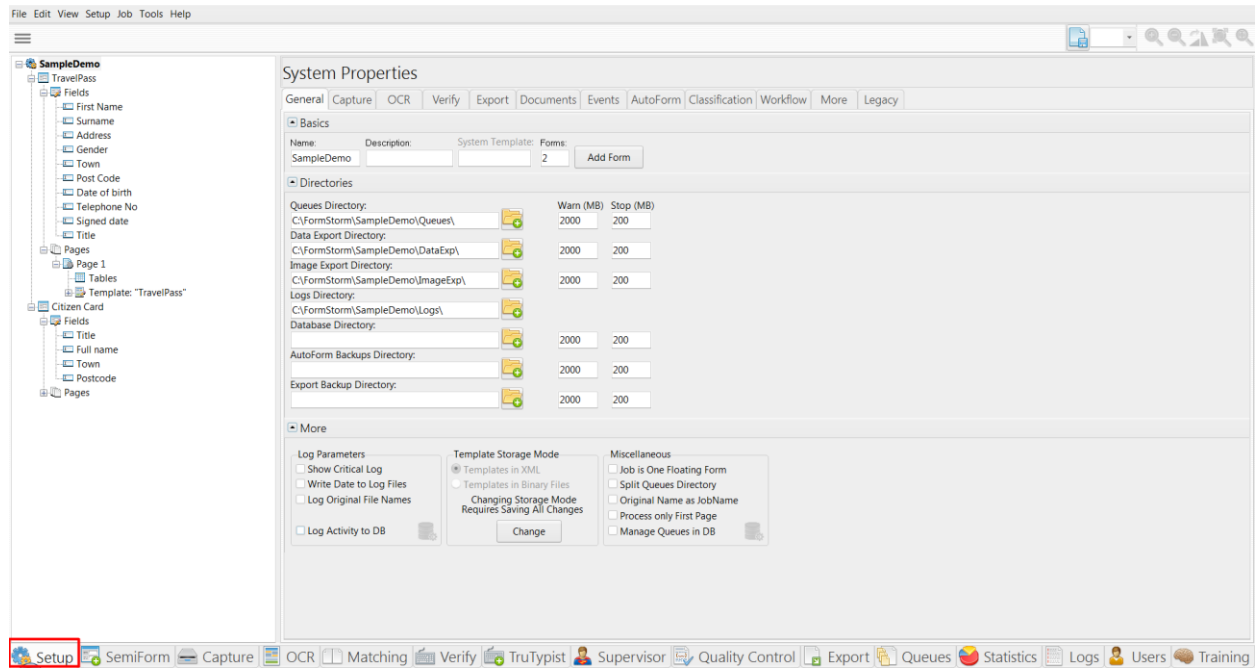 File Edit View Setup Job Tools Help
SampleDemo
TravelPass
Fields
First Name
Surname
Address
Gender
Town
Post Code
Date of birth
Telephone No
Signed date
Title
Pages
Page 1
Tables
Template: "TravelPass"
Citizen Card
Fields
Title
Full name
Town
Postcode
Pages
System Properties
General Capture OCR Verify Export Documents Events AutoForm Classification Workflow More Legacy
Basics
Name: Description: System Template: Forms:
SampleDemo 2 Add Form
Directories
Queues Directory: Warn (MB) Stop (MB)
C:\FormStorm\SampleDemo\Queues\ 2000 200
Data Export Directory:
C:\FormStorm\SampleDemo\DataExp\ 2000 200
Image Export Directory:
C:\FormStorm\SampleDemo\ImageExp\ 2000 200
Logs Directory:
C:\FormStorm\SampleDemo\Logs\
Database Directory:
2000 200
AutoForm Backups Directory:
2000 200
Export Backup Directory:
2000 200
More
Log Parameters
Show Critical Log
Write Date to Log Files
Log Original File Names
Log Activity to DB
Template Storage Mode
Templates in XML
Templates in Binary Files
Changing Storage Mode
Requires Saving All Changes
Change
Miscellaneous
Job is One Floating Form
Split Queues Directory
Original Name as JobName
Process only First Page
Manage Queues in DB
Setup SemiForm Capture OCR Matching Verify TruTypist Supervisor Quality Control Export Queues Statistics Logs Users Training